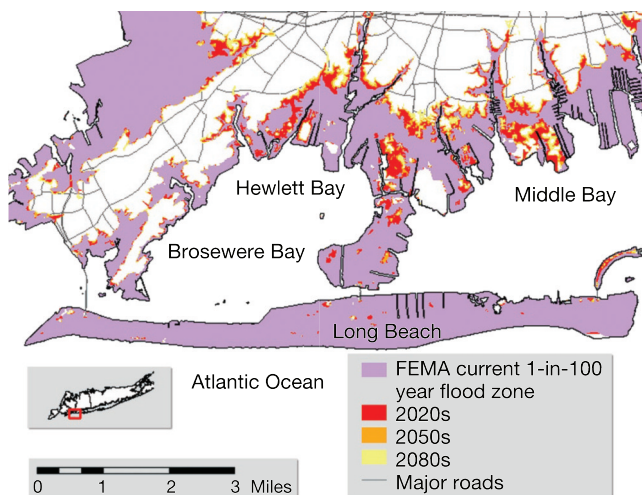 Hewlett Bay
Middle Bay
Brosewere Bay
Long Beach
Atlantic Ocean
FEMA current 1-in-100
year flood zone
2020s
2050s
2080s
Major roads
0 1 2 3 Miles